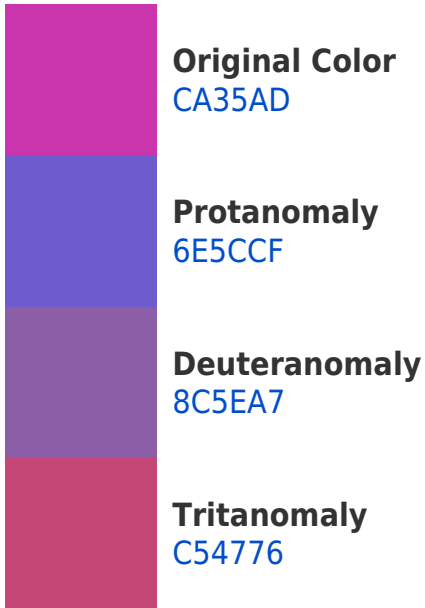 Original Color
CA35AD
Protanomaly
6E5CCF
Deuteranomaly
8C5EA7
Tritanomaly
C54776